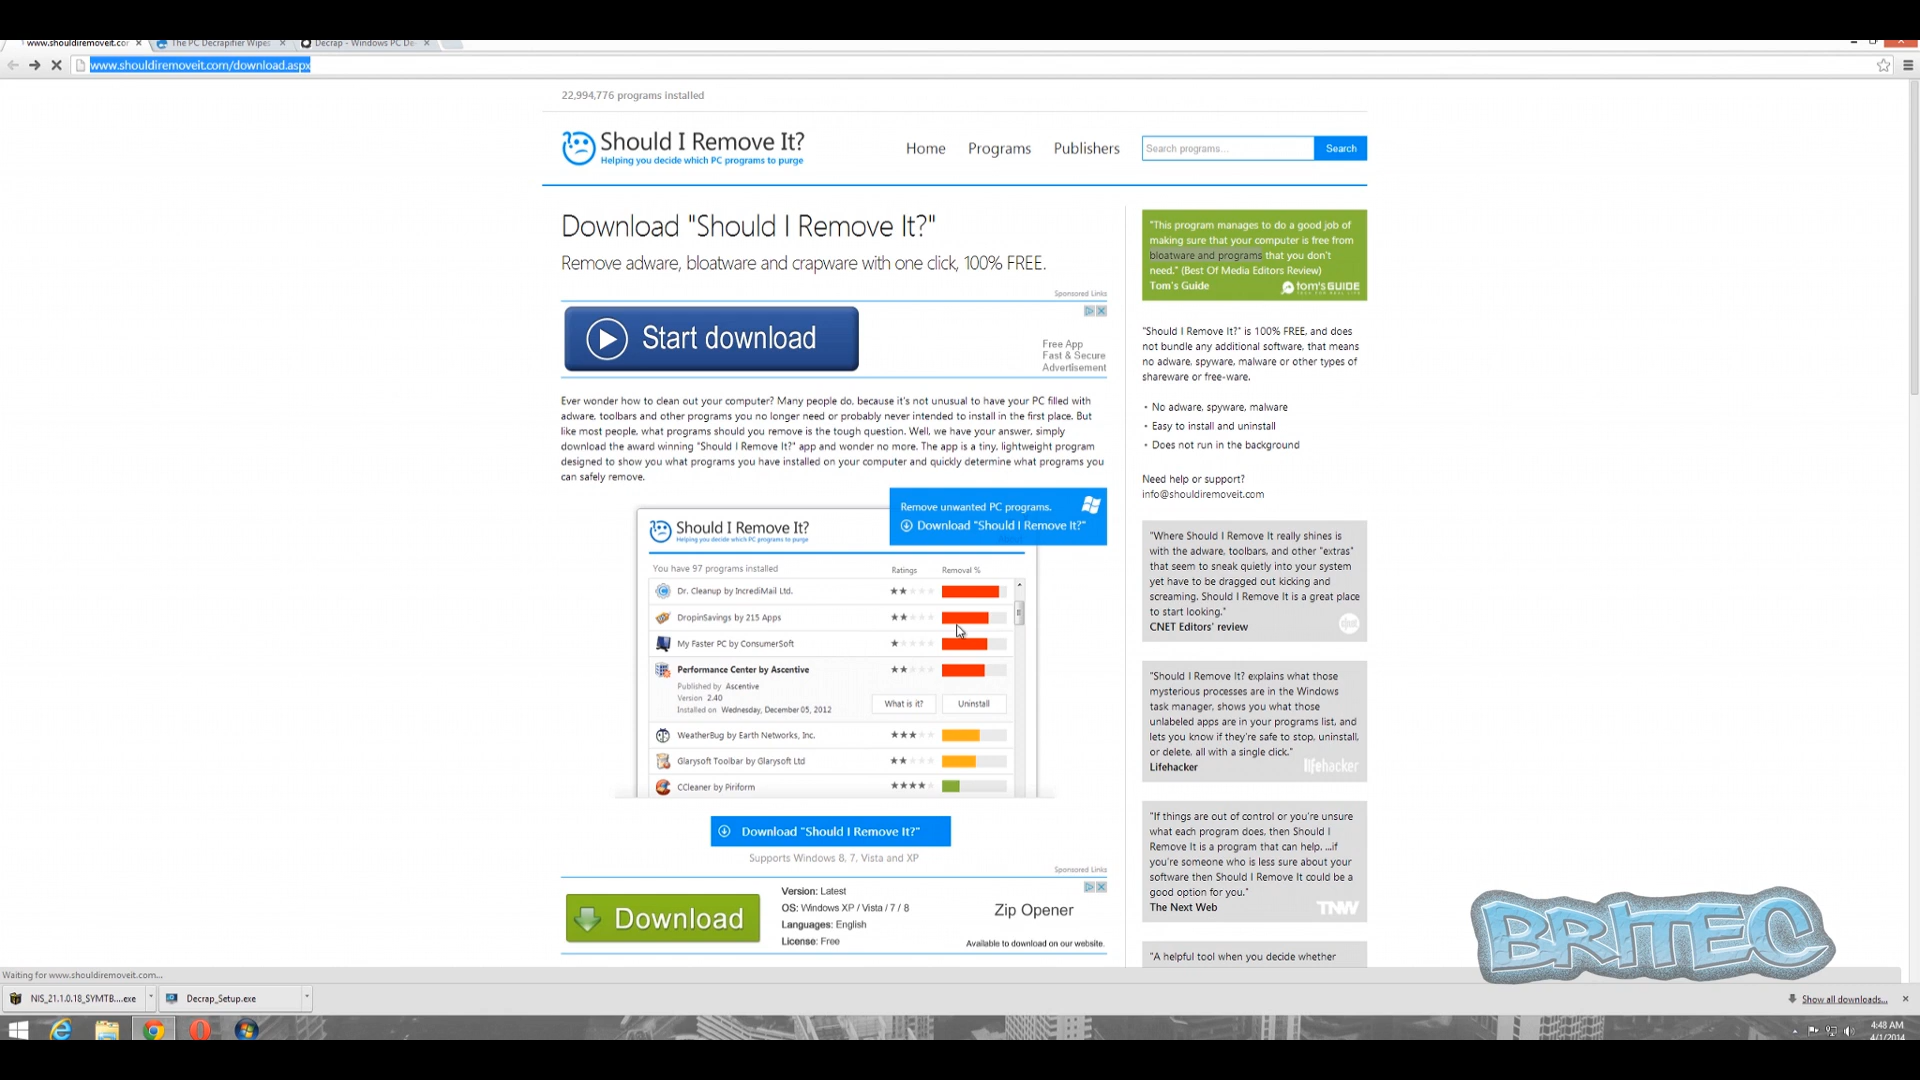 www.shouldiremoveit.cor
The PC Decrapifier Wipes
Decrap - Windows PC De
www.shouldiremoveit.com/download.aspx
22,994,776 programs installed
Should I Remove It?
Helping you decide which PC programs to purge
Home
Programs
Publishers
Search programs...
Search
Download "Should I Remove It?"
Remove adware, bloatware and crapware with one click, 100% FREE.
Sponsored Links
Start download
Free App
Fast & Secure
Advertisement
Ever wonder how to clean out your computer? Many people do, because it's not unusual to have your PC filled with
adware, toolbars and other programs you no longer need or probably never intended to install in the first place. But
like most people, what programs should you remove is the tough question. Well, we have your answer, simply
download the award winning "Should I Remove It?" app and wonder no more. The app is a tiny, lightweight program
designed to show you what programs you have installed on your computer and quickly determine what programs you
can safely remove.
Remove unwanted PC programs.
Download "Should I Remove It?"
Should I Remove It?
Helping you decide which PC programs to purge
You have 97 programs installed
Ratings
Removal %
Dr. Cleanup by IncrediMail Ltd.
DropinSavings by 215 Apps
My Faster PC by ConsumerSoft
Performance Center by Ascentive
Published by Ascentive
Version 2.40
Installed on Wednesday, December 05, 2012
What is it?
Uninstall
WeatherBug by Earth Networks, Inc.
Glarysoft Toolbar by Glarysoft Ltd
CCleaner by Piriform
Download "Should I Remove It?"
Supports Windows 8, 7, Vista and XP
Sponsored Links
Download
Version: Latest
OS: Windows XP / Vista / 7 / 8
Languages: English
License: Free
Zip Opener
Available to download on our website.
"This program manages to do a good job of
making sure that your computer is free from
bloatware and programs that you don't
need." (Best Of Media Editors Review)
Tom's Guide
tom's GUIDE
"Should I Remove It?" is 100% FREE, and does
not bundle any additional software, that means
no adware, spyware, malware or other types of
shareware or free-ware.
• No adware, spyware, malware
• Easy to install and uninstall
• Does not run in the background
Need help or support?
info@shouldiremoveit.com
"Where Should I Remove It really shines is
with the adware, toolbars, and other "extras"
that seem to sneak quietly into your system
yet have to be dragged out kicking and
screaming. Should I Remove It is a great place
to start looking."
CNET Editors' review
cnet
"Should I Remove It? explains what those
mysterious processes are in the Windows
task manager, shows you what those
unlabeled apps are in your programs list, and
lets you know if they're safe to stop, uninstall,
or delete, all with a single click."
Lifehacker
lifehacker
"If things are out of control or you're unsure
what each program does, then Should I
Remove It is a program that can help. ...if
you're someone who is less sure about your
software then Should I Remove It could be a
good option for you."
The Next Web
TNW
"A helpful tool when you decide whether
BRITEC
Waiting for www.shouldiremoveit.com...
NIS_21.1.0.18_SYMTB....exe
Decrap_Setup.exe
Show all downloads...
4:48 AM
4/1/2014